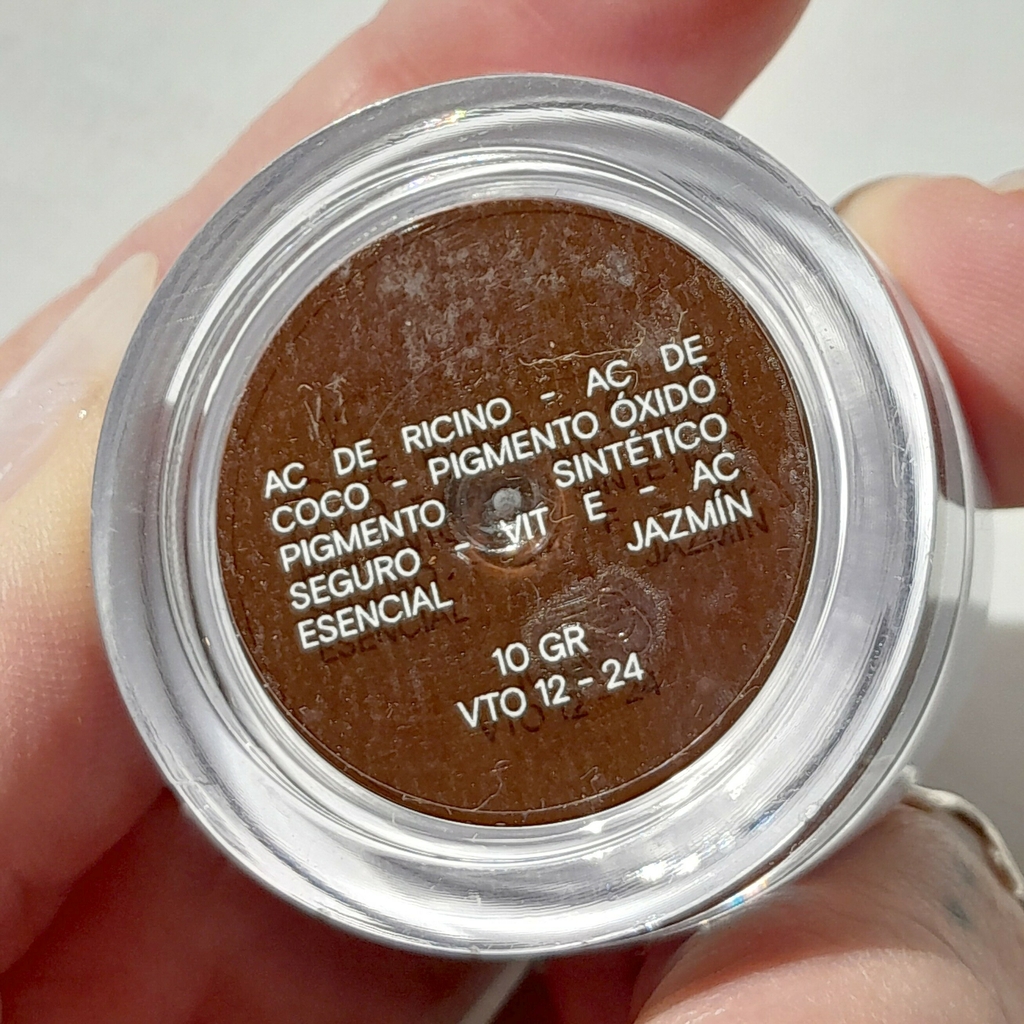 AC DE RICINO - AC DE
COCO - PIGMENTO ÓXIDO
PIGMENTO SINTÉTICO
SEGURO - VIT E - AC
ESENCIAL JAZMÍN
10 GR
VTO 12 - 24